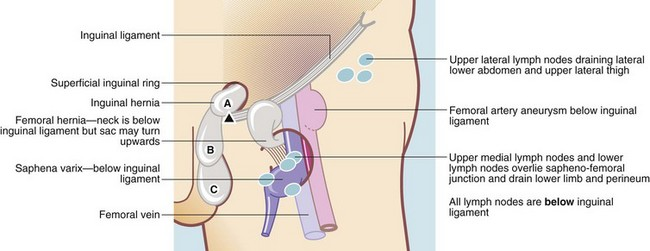 Inguinal ligament
Superficial inguinal ring
Inguinal hernia
Femoral hernia—neck is below
inguinal ligament but sac may turn
upwards
Saphena varix—below inguinal
ligament
Femoral vein
A
B
C
Upper lateral lymph nodes draining lateral
lower abdomen and upper lateral thigh
Femoral artery aneurysm below inguinal
ligament
Upper medial lymph nodes and lower
lymph nodes overlie sapheno-femoral
junction and drain lower limb and perineum
All lymph nodes are below inguinal
ligament